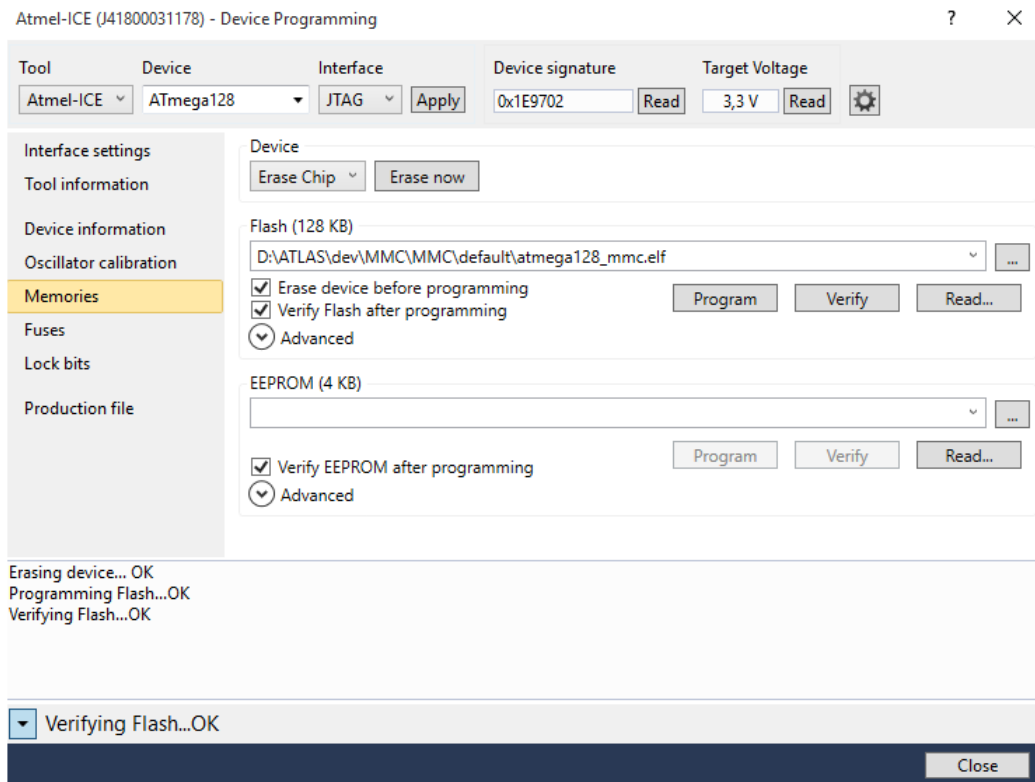 Atmel-ICE (J41800031178) - Device Programming
Tool Device Interface Device signature Target Voltage
Atmel-ICE ATmega128 JTAG Apply 0x1E9702 Read 3,3 V Read
Interface settings
Tool information
Device information
Oscillator calibration
Memories
Fuses
Lock bits
Production file
Device
Erase Chip Erase now
Flash (128 KB)
D:\ATLAS\dev\MMC\MMC\default\atmega128_mmc.elf ...
Erase device before programming
Verify Flash after programming
Program Verify Read...
Advanced
EEPROM (4 KB)
...
Program Verify Read...
Verify EEPROM after programming
Advanced
Erasing device... OK
Programming Flash...OK
Verifying Flash...OK
Verifying Flash...OK
Close